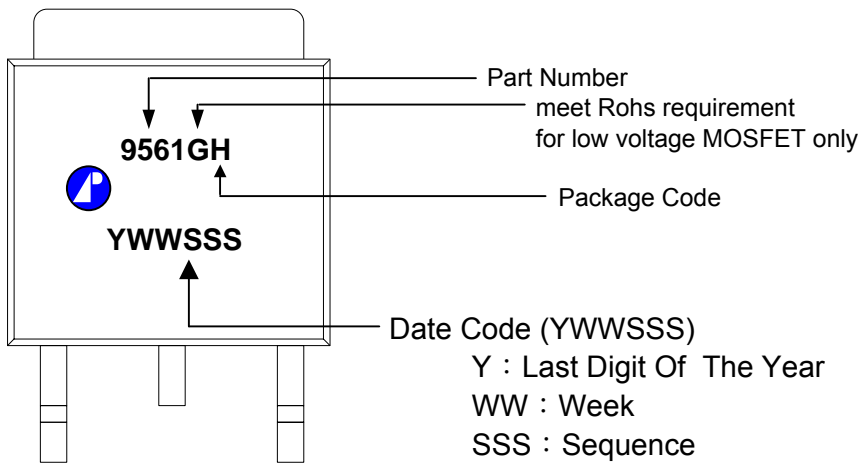 Part Number
meet Rohs requirement
for low voltage MOSFET only
9561GH
Package Code
YWWSSS
Date Code (YWWSSS)
Y：Last Digit Of The Year
WW：Week
SSS：Sequence